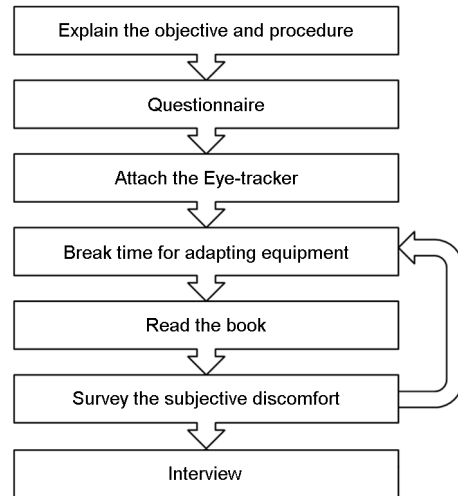 Explain the objective and procedure
Questionnaire
Attach the Eye-tracker
Break time for adapting equipment
Read the book
Survey the subjective discomfort
Interview